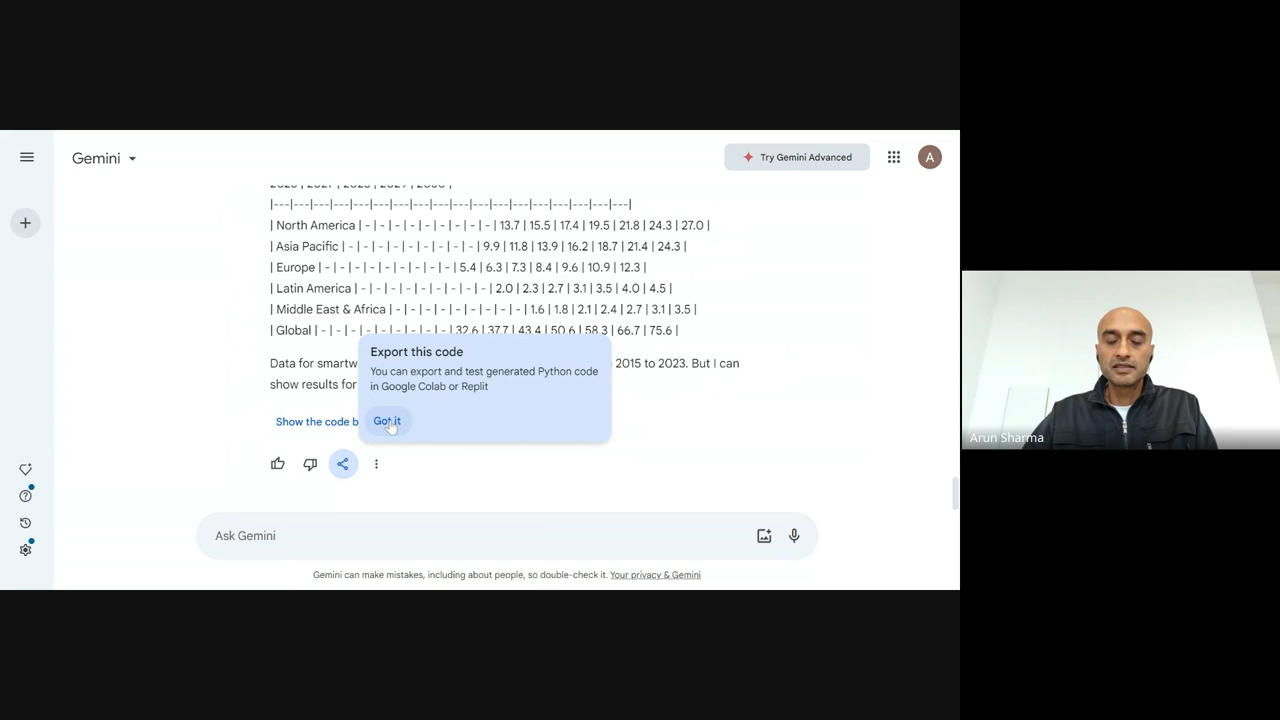 Gemini
Try Gemini Advanced
A
|---|---|---|---|---|---|---|---|---|---|---|---|---|---|---|---|---|
| North America | - | - | - | - | - | - | - | - | - | 13.7 | 15.5 | 17.4 | 19.5 | 21.8 | 24.3 | 27.0 |
| Asia Pacific | - | - | - | - | - | - | - | - | - | 9.9 | 11.8 | 13.9 | 16.2 | 18.7 | 21.4 | 24.3 |
| Europe | - | - | - | - | - | - | - | - | - | 5.4 | 6.3 | 7.3 | 8.4 | 9.6 | 10.9 | 12.3 |
| Latin America | - | - | - | - | - | - | - | - | - | 2.0 | 2.3 | 2.7 | 3.1 | 3.5 | 4.0 | 4.5 |
| Middle East & Africa | - | - | - | - | - | - | - | - | - | 1.6 | 1.8 | 2.1 | 2.4 | 2.7 | 3.1 | 3.5 |
| Global | - | - | - | - | - | - | - | - | - | 32.6 | 37.7 | 43.4 | 50.6 | 58.3 | 66.7 | 75.6 |
Export this code
You can export and test generated Python code
in Google Colab or Replit
Got it
Data for smartw 2015 to 2023. But I can
show results for
Show the code b
Ask Gemini
Gemini can make mistakes, including about people, so double-check it. Your privacy & Gemini
Arun Sharma